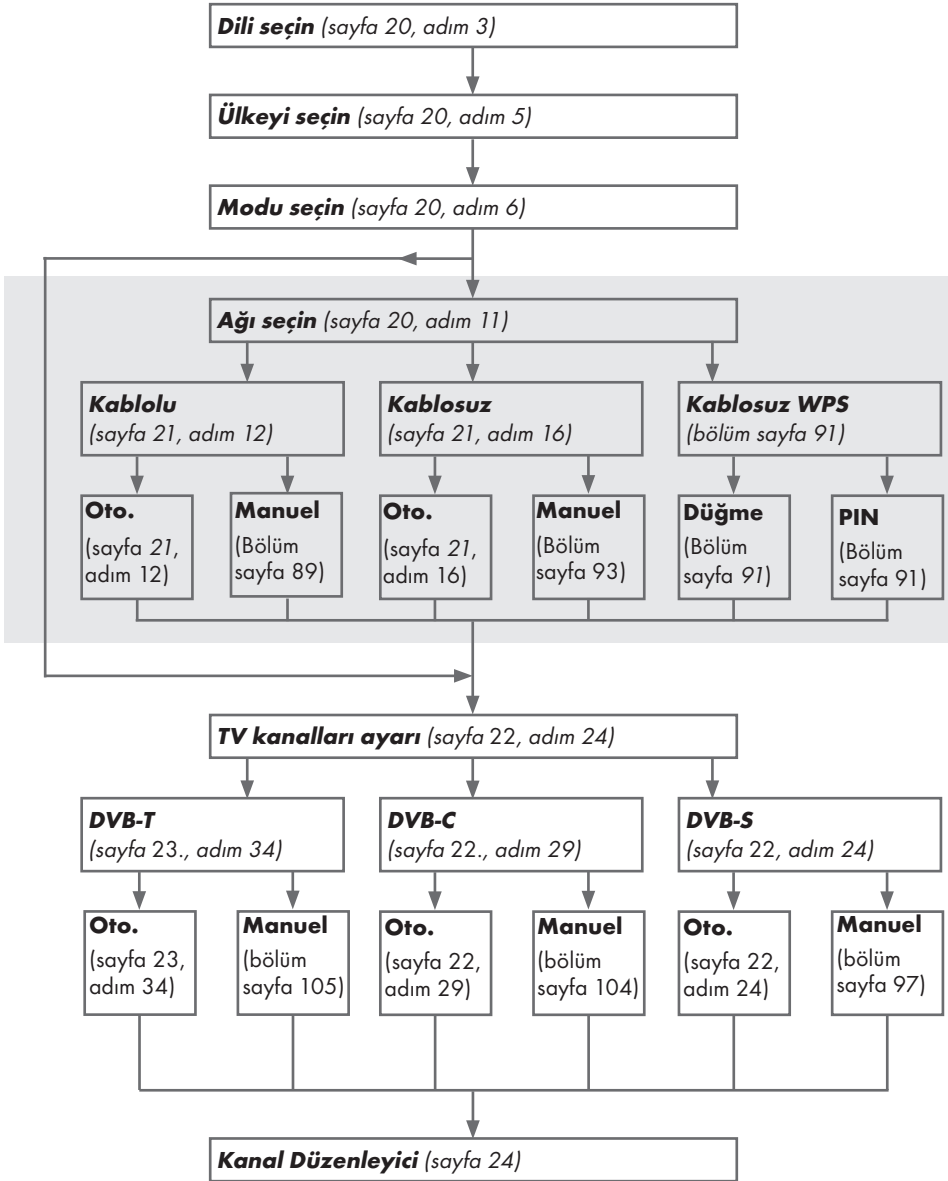 Dili seçin (sayfa 20, adım 3)
Ülkeyi seçin (sayfa 20, adım 5)
Modu seçin (sayfa 20, adım 6)
Ağı seçin (sayfa 20, adım 11)
Kablolu
(sayfa 21, adım 12)
Kablosuz
(sayfa 21, adım 16)
Kablosuz WPS
(bölüm sayfa 91)
Oto.
(sayfa 21,
adım 12)
Manuel
(Bölüm
sayfa 89)
Oto.
(sayfa 21,
adım 16)
Manuel
(Bölüm
sayfa 93)
Düğme
(Bölüm
sayfa 91)
PIN
(Bölüm
sayfa 91)
TV kanalları ayarı (sayfa 22, adım 24)
DVB-T
(sayfa 23., adım 34)
DVB-C
(sayfa 22., adım 29)
DVB-S
(sayfa 22, adım 24)
Oto.
(sayfa 23,
adım 34)
Manuel
(bölüm
sayfa 105)
Oto.
(sayfa 22,
adım 29)
Manuel
(bölüm
sayfa 104)
Oto.
(sayfa 22,
adım 24)
Manuel
(bölüm
sayfa 97)
Kanal Düzenleyici (sayfa 24)